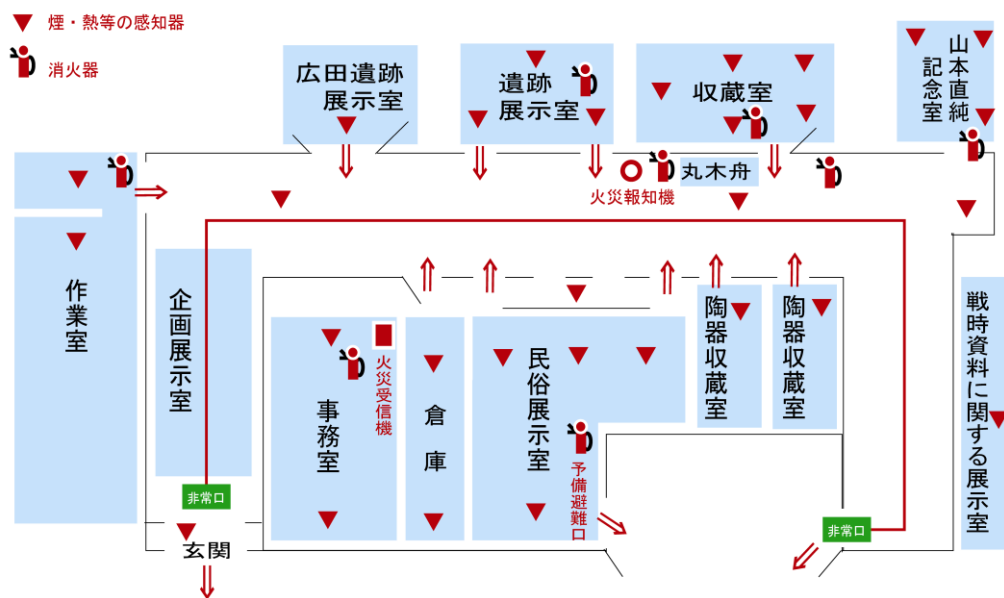 煙・熱等の感知器
消火器
広田遺跡
展示室
遺跡
展示室
収蔵室
山本直純
記念室
丸木舟
火災報知機
作業室
企画展示室
事務室
火災受信機
倉庫
民俗展示室
予備避難口
陶器収蔵室
陶器収蔵室
戦時資料に関する展示室
非常口
非常口
玄関